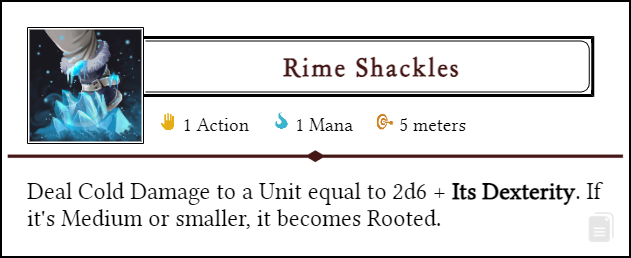 Rime Shackles
1 Action 1 Mana 5 meters
Deal Cold Damage to a Unit equal to 2d6 + Its Dexterity. If
it's Medium or smaller, it becomes Rooted.